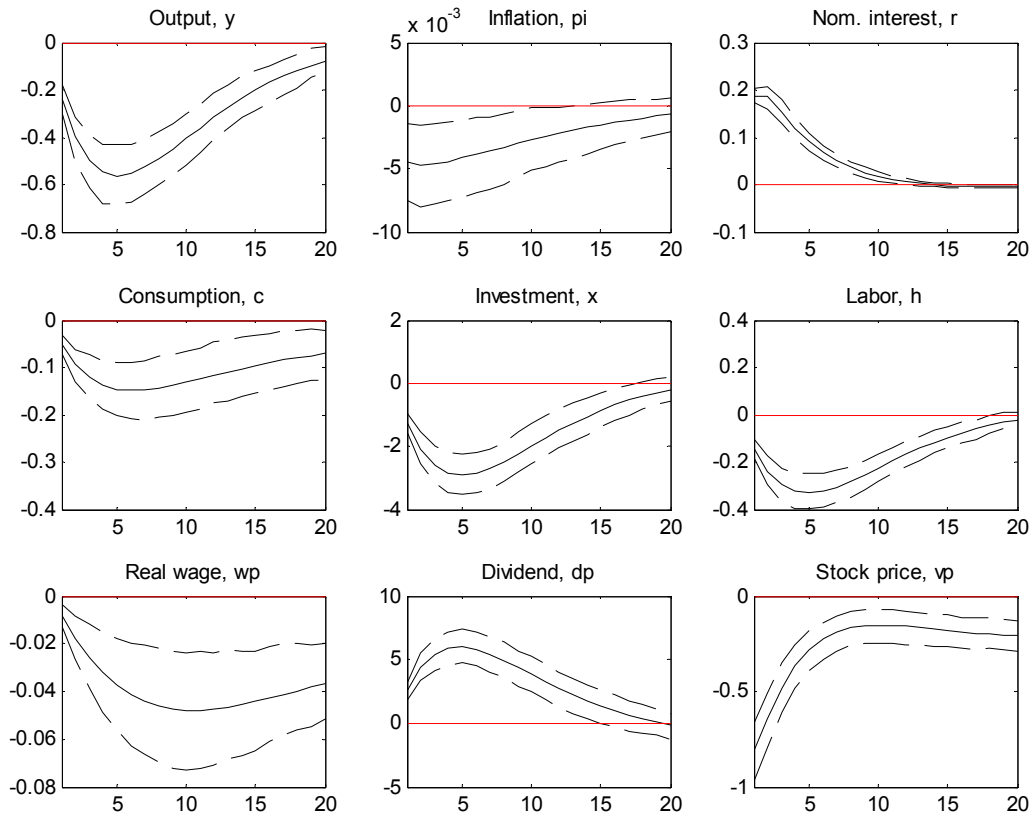 Output, y
0
-0.2
-0.4
-0.6
-0.8
5 10 15 20
x 10^-3 Inflation, pi
5
0
-5
-10
5 10 15 20
Nom. interest, r
0.3
0.2
0.1
0
-0.1
5 10 15 20
Consumption, c
0
-0.1
-0.2
-0.3
-0.4
5 10 15 20
Investment, x
2
0
-2
-4
5 10 15 20
Labor, h
0.4
0.2
0
-0.2
-0.4
5 10 15 20
Real wage, wp
0
-0.02
-0.04
-0.06
-0.08
5 10 15 20
Dividend, dp
10
5
0
-5
5 10 15 20
Stock price, vp
0
-0.5
-1
5 10 15 20